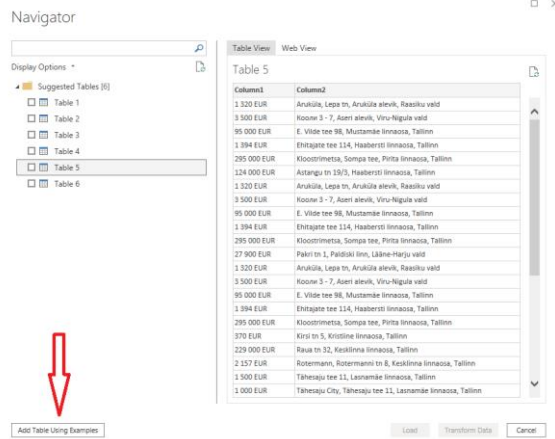 Navigator
Display Options
Suggested Tables [6]
Table 1
Table 2
Table 3
Table 4
Table 5
Table 6
Add Table Using Examples
Table View Web View
Table 5
Column1 Column2
1 320 EUR Aruküla, Lepa tn, Aruküla alevik, Raasiku vald
3 500 EUR Коопи 3 - 7, Aseri alevik, Viru-Nigula vald
95 000 EUR E. Vilde tee 98, Mustamäe linnaosa, Tallinn
1 394 EUR Ehitajate tee 114, Haabersti linnaosa, Tallinn
295 000 EUR Kloostrimetsa, Sompa tee, Pirita linnaosa, Tallinn
124 000 EUR Astangu tn 19/3, Haabersti linnaosa, Tallinn
1 320 EUR Aruküla, Lepa tn, Aruküla alevik, Raasiku vald
3 500 EUR Коопи 3 - 7, Aseri alevik, Viru-Nigula vald
95 000 EUR E. Vilde tee 98, Mustamäe linnaosa, Tallinn
1 394 EUR Ehitajate tee 114, Haabersti linnaosa, Tallinn
295 000 EUR Kloostrimetsa, Sompa tee, Pirita linnaosa, Tallinn
27 900 EUR Pakri tn 1, Paldiski linn, Lääne-Harju vald
1 320 EUR Aruküla, Lepa tn, Aruküla alevik, Raasiku vald
3 500 EUR Коопи 3 - 7, Aseri alevik, Viru-Nigula vald
95 000 EUR E. Vilde tee 98, Mustamäe linnaosa, Tallinn
1 394 EUR Ehitajate tee 114, Haabersti linnaosa, Tallinn
295 000 EUR Kloostrimetsa, Sompa tee, Pirita linnaosa, Tallinn
370 EUR Kirsi tn 5, Kristiine linnaosa, Tallinn
229 000 EUR Raua tn 32, Kesklinna linnaosa, Tallinn
2 157 EUR Rotermann, Rotermanni tn 8, Kesklinna linnaosa, Tallinn
1 500 EUR Tähesaju tee 11, Lasnamäe linnaosa, Tallinn
1 000 EUR Tähesaju City, Tähesaju tee 11, Lasnamäe linnaosa, Tallinn
Load Transform Data Cancel